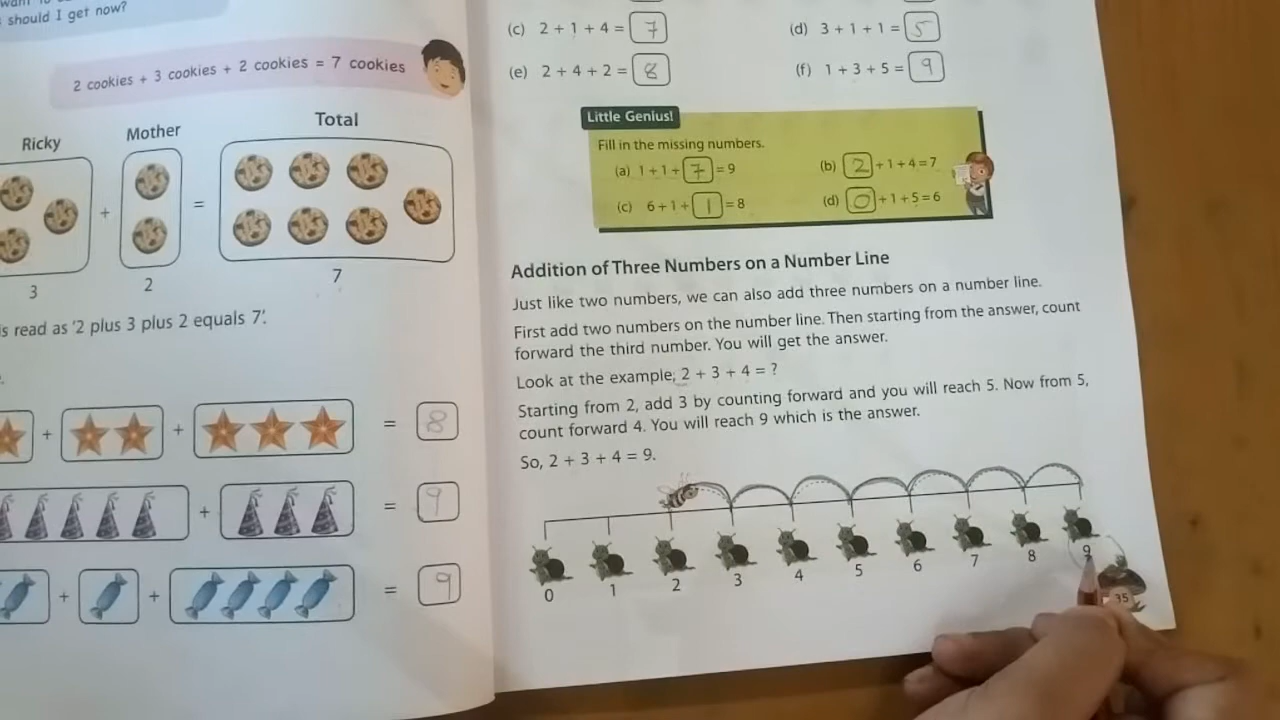 should I get now?
2 cookies + 3 cookies + 2 cookies = 7 cookies
Ricky
Mother
Total
+
=
3
2
7
is read as '2 plus 3 plus 2 equals 7'.
+ + = 8
+ = 9
+ + = 9
(c) 2 + 1 + 4 = 7
(d) 3 + 1 + 1 = 5
(e) 2 + 4 + 2 = 8
(f) 1 + 3 + 5 = 9
Little Genius!
Fill in the missing numbers.
(a) 1 + 1 + 7 = 9
(b) 2 + 1 + 4 = 7
(c) 6 + 1 + 1 = 8
(d) 0 + 1 + 5 = 6
Addition of Three Numbers on a Number Line
Just like two numbers, we can also add three numbers on a number line.
First add two numbers on the number line. Then starting from the answer, count
forward the third number. You will get the answer.
Look at the example; 2 + 3 + 4 = ?
Starting from 2, add 3 by counting forward and you will reach 5. Now from 5,
count forward 4. You will reach 9 which is the answer.
So, 2 + 3 + 4 = 9.
0 1 2 3 4 5 6 7 8 9
35